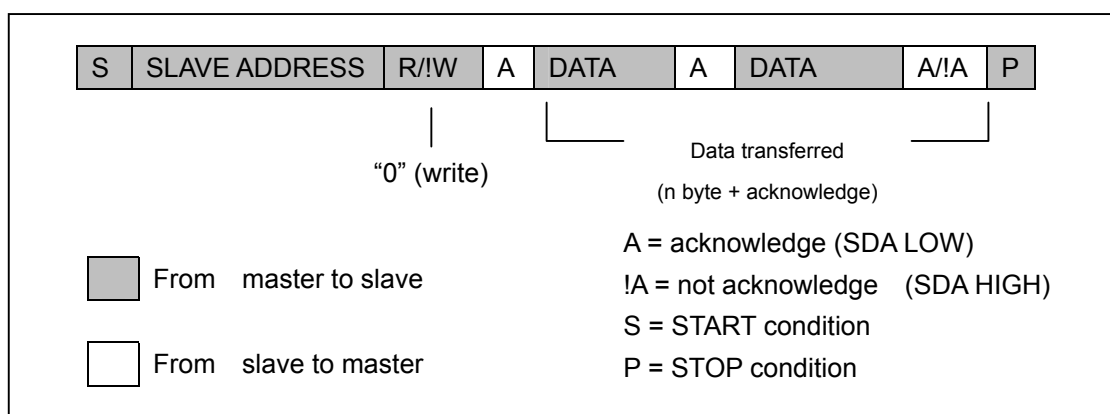 S SLAVE ADDRESS R/!W A DATA A DATA A/!A P
“0” (write)
Data transferred
(n byte + acknowledge)
A = acknowledge (SDA LOW)
!A = not acknowledge (SDA HIGH)
S = START condition
P = STOP condition
From master to slave
From slave to master